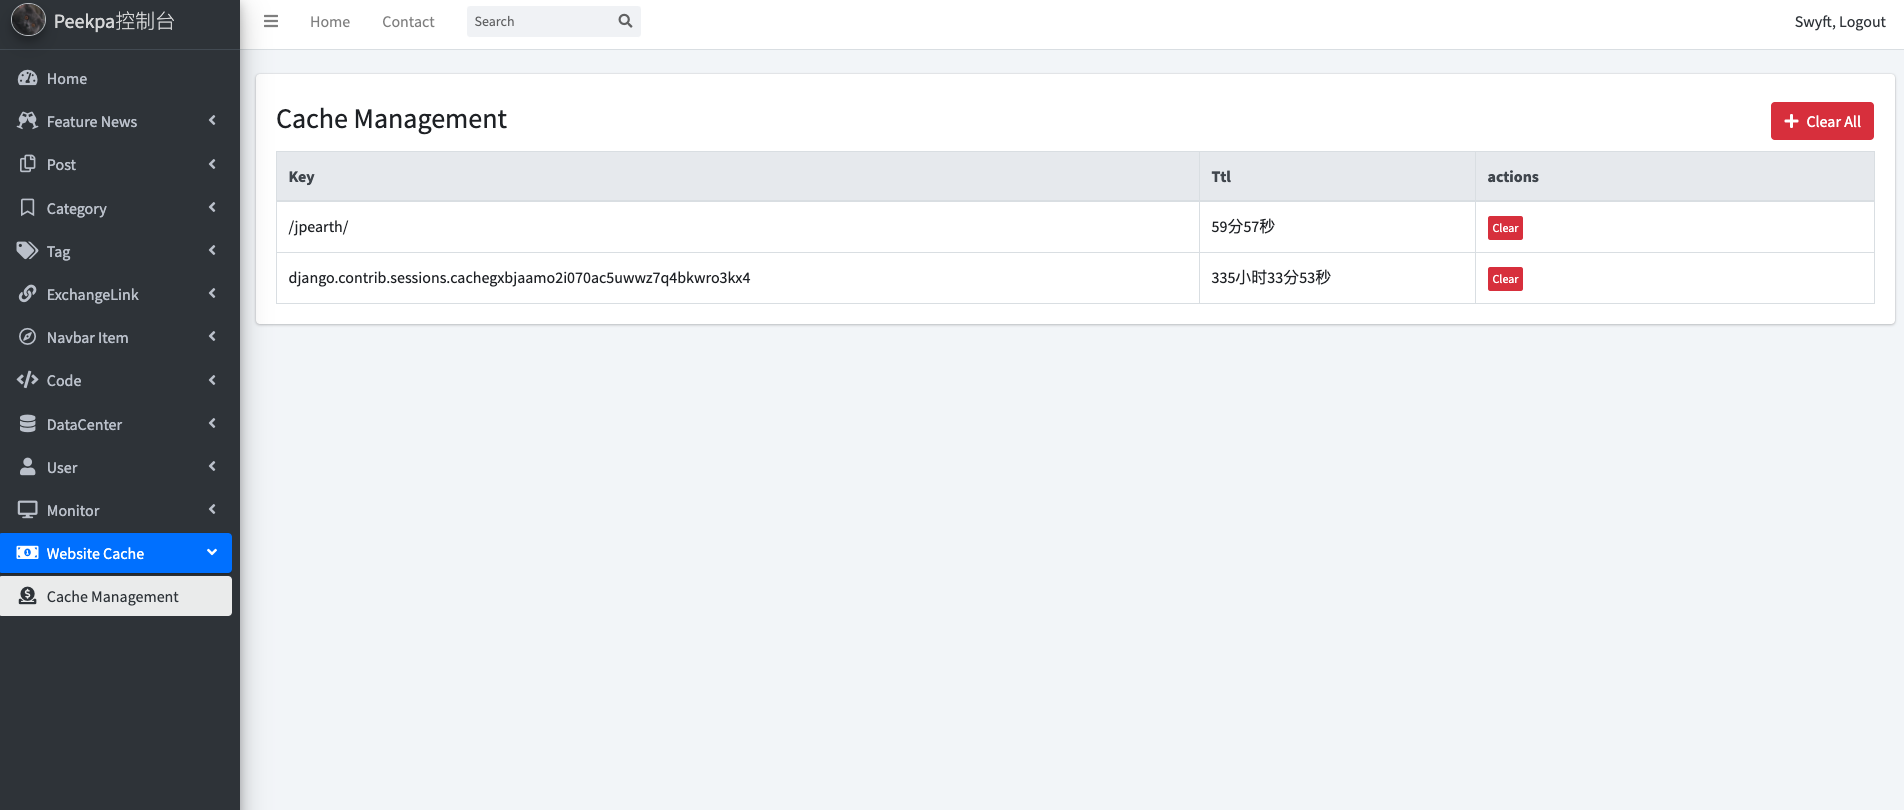 Peekpa控制台
Home
Contact
Search
Swyft, Logout
Home
Feature News
Post
Category
Tag
ExchangeLink
Navbar Item
Code
DataCenter
User
Monitor
Website Cache
Cache Management
Cache Management
Clear All
Key Ttl actions
/jpearth/ 59分57秒 Clear
django.contrib.sessions.cachegxbjaamo2i070ac5uwwz7q4bkwro3kx4 335小时33分53秒 Clear